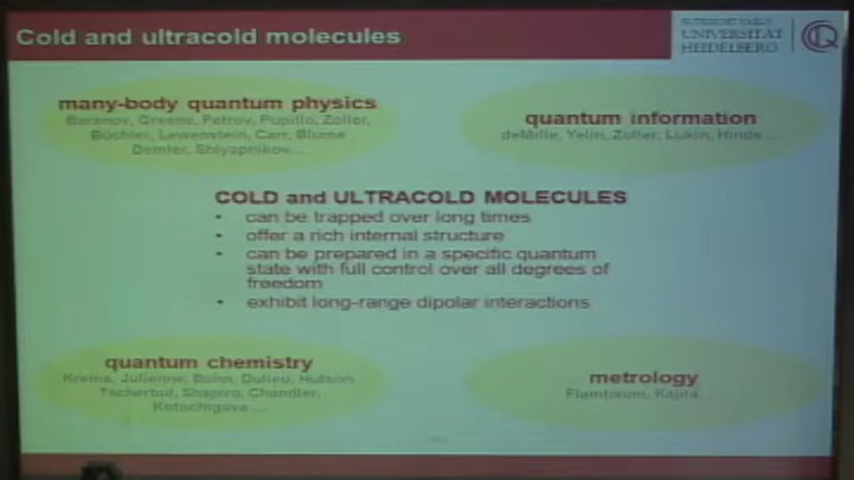 Cold and ultracold molecules
RUPRECHT-KARLS-
UNIVERSITÄT
HEIDELBERG
many-body quantum physics
Baranov, Greene, Petrov, Pupillo, Zoller,
Büchler, Lewenstein, Carr, Blume
Demler, Shlyapnikov...
quantum information
deMille, Yelin, Zoller, Lukin, Hinds ...
COLD and ULTRACOLD MOLECULES
• can be trapped over long times
• offer a rich internal structure
• can be prepared in a specific quantum
state with full control over all degrees of
freedom
• exhibit long-range dipolar interactions
quantum chemistry
Krems, Julienne, Bohn, Dulieu, Hutson
Tscherbul, Shapiro, Chandler,
Kotochigova ...
metrology
Flambaum,